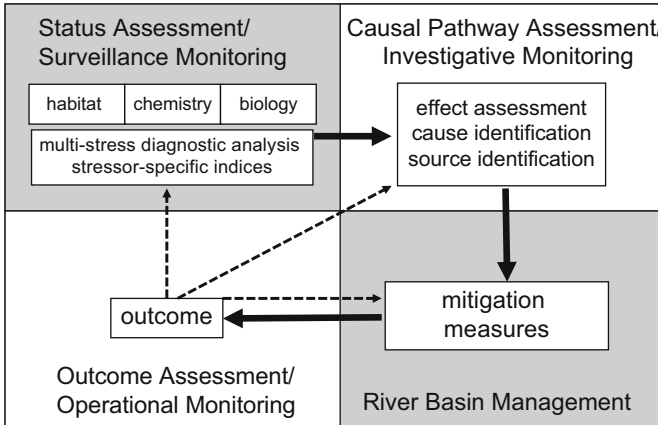 Status Assessment/
Surveillance Monitoring
habitat
chemistry
biology
multi-stress diagnostic analysis
stressor-specific indices
Causal Pathway Assessment/
Investigative Monitoring
effect assessment
cause identification
source identification
outcome
Outcome Assessment/
Operational Monitoring
mitigation
measures
River Basin Management